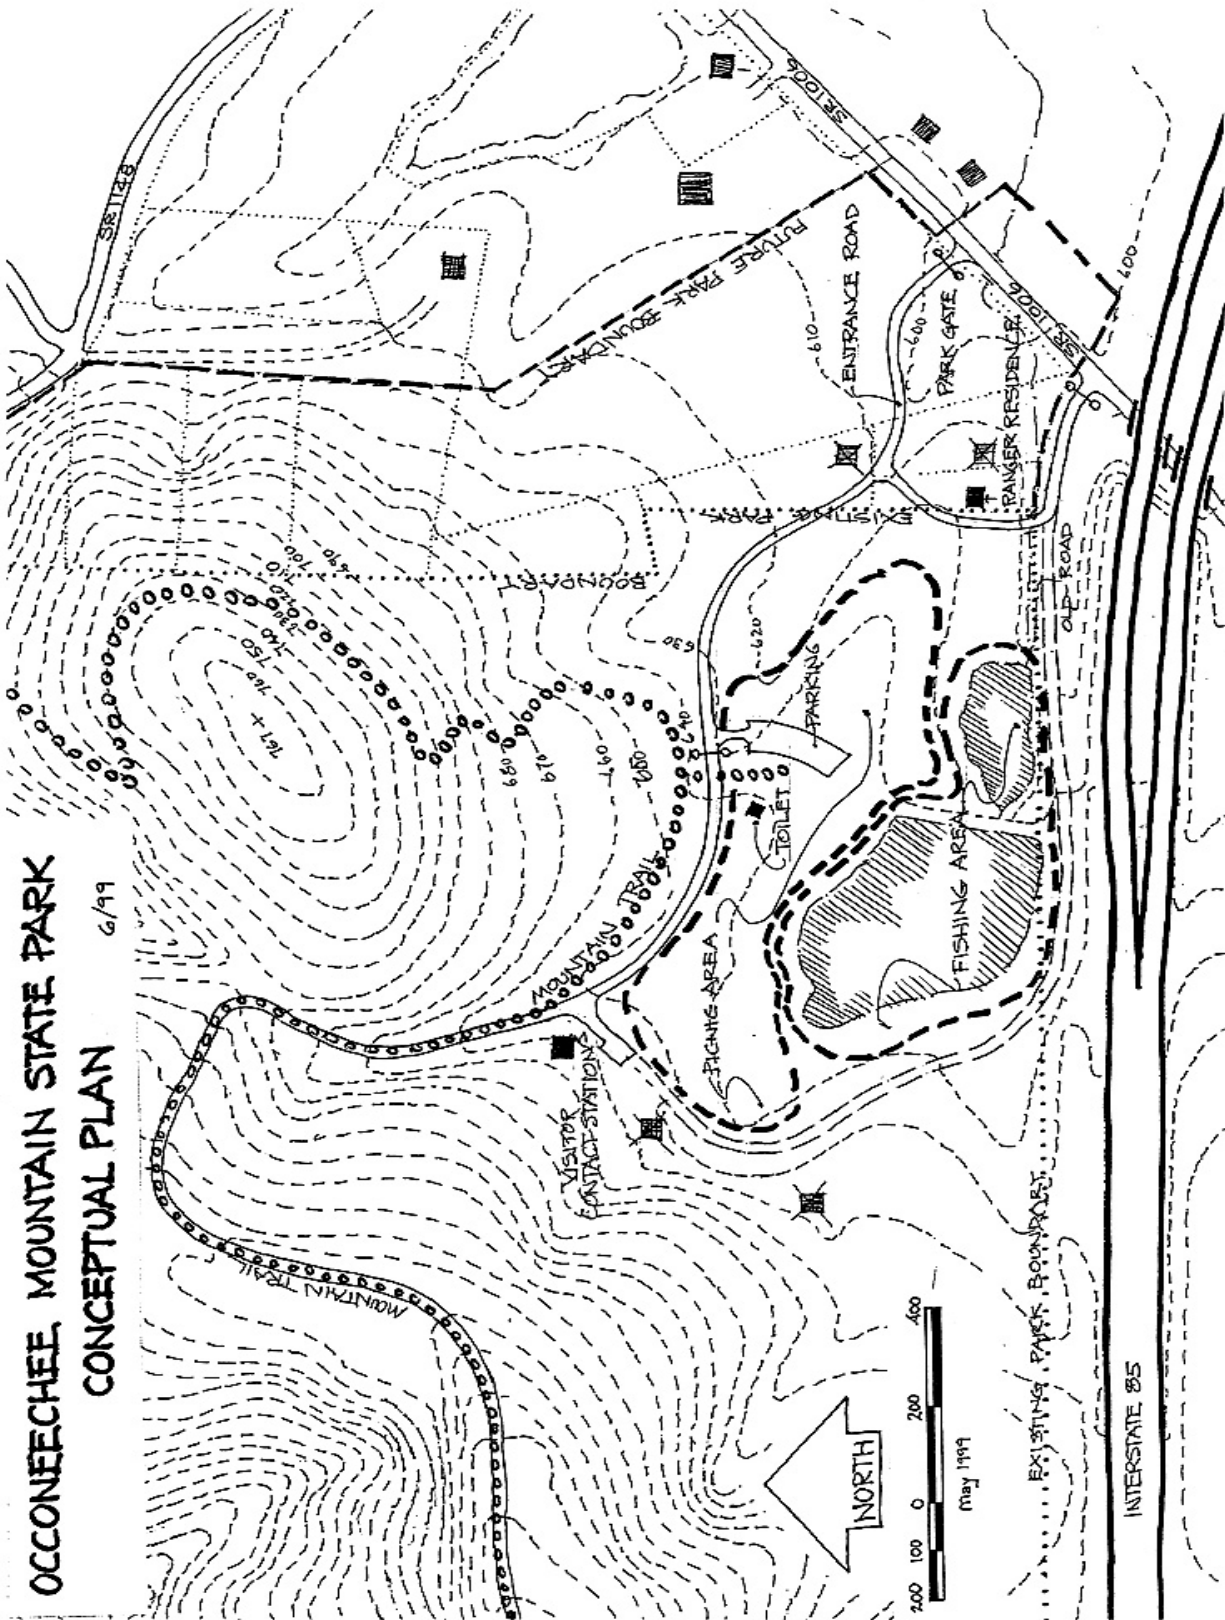 OCCONEECHEE MOUNTAIN STATE PARK
6/99
CONCEPTUAL PLAN
SR 1148
SR 1006
FUTURE PARK BOUNDARY
ENTRANCE ROAD
610
600
PARK GATE
RANGER RESIDENCE
SR 1006
600
EXISTING PARK
BOUNDARY
OLD ROAD
690
700
710
720
730
740
750
760
767+
680
670
630
620
640
PARKING
TOILET
MOUNTAIN TRAIL
FISHING AREA
PICNIC AREA
VISITOR
CONTACT STATION
MOUNTAIN TRAIL
NORTH
200 100 0 200 400
may 1999
EXISTING PARK BOUNDARY
INTERSTATE 85